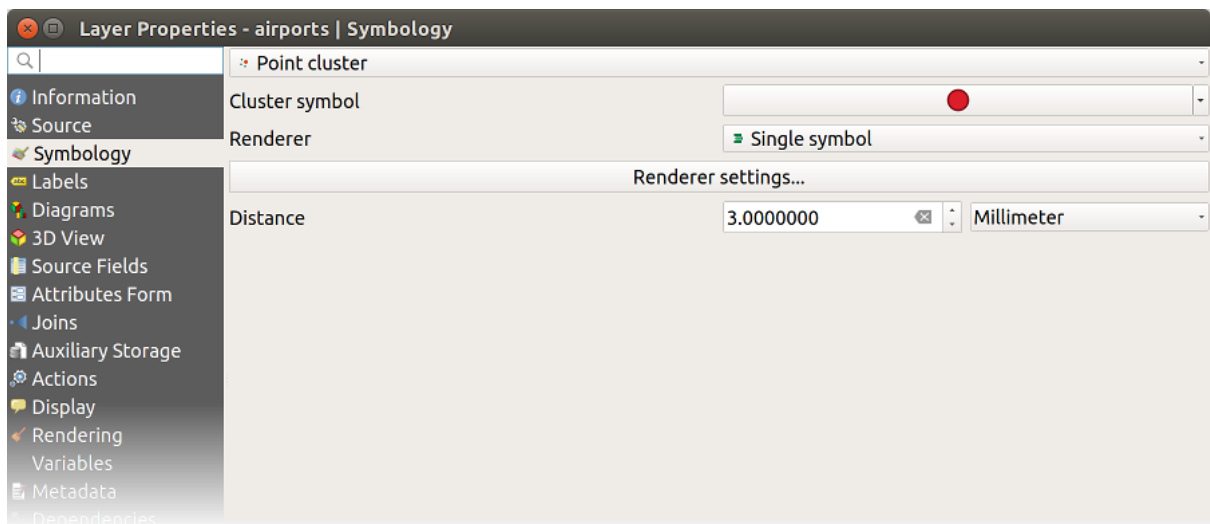 Layer Properties - airports | Symbology
Point cluster
Information
Cluster symbol
Source
Renderer
Single symbol
Symbology
Renderer settings...
Labels
Diagrams
Distance
3.0000000
Millimeter
3D View
Source Fields
Attributes Form
Joins
Auxiliary Storage
Actions
Display
Rendering
Variables
Metadata
Dependencies